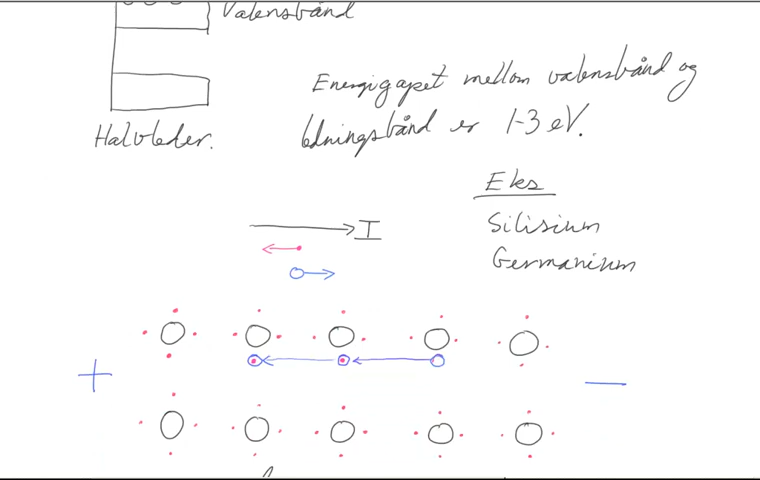 Valensbånd
Energigapet mellom valensbånd og
ledningsbånd er 1-3 eV.
Halvleder.
Eks
Silisium
Germanium
I
+
−